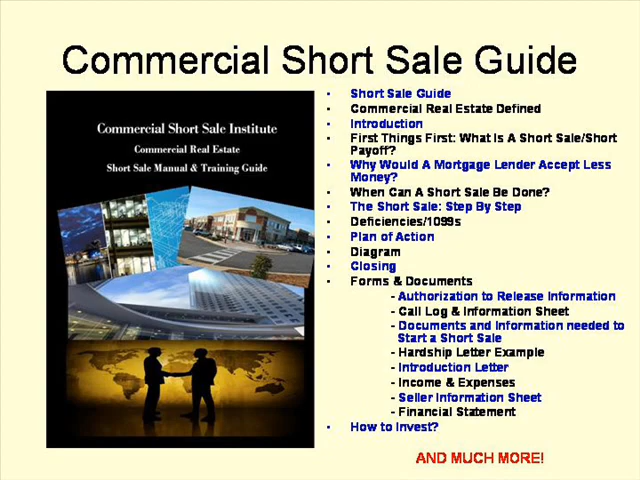 Commercial Short Sale Guide
Commercial Short Sale Institute
Commercial Real Estate
Short Sale Manual & Training Guide
• Short Sale Guide
• Commercial Real Estate Defined
• Introduction
• First Things First: What Is A Short Sale/Short
Payoff?
• Why Would A Mortgage Lender Accept Less
Money?
• When Can A Short Sale Be Done?
• The Short Sale: Step By Step
• Deficiencies/1099s
• Plan of Action
• Diagram
• Closing
• Forms & Documents
- Authorization to Release Information
- Call Log & Information Sheet
- Documents and Information needed to
Start a Short Sale
- Hardship Letter Example
- Introduction Letter
- Income & Expenses
- Seller Information Sheet
- Financial Statement
• How to Invest?
AND MUCH MORE!